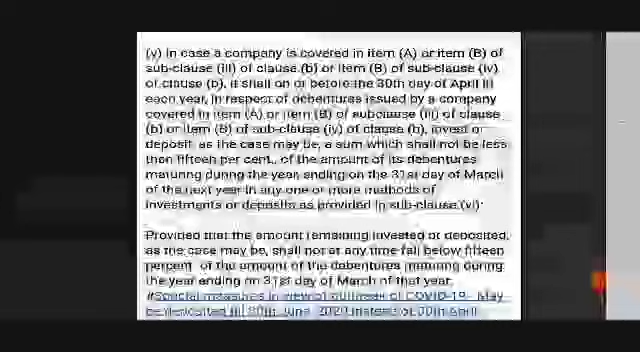 (v) In case a company is covered in item (A) or item (B) of
sub-clause (iii) of clause (b) or item (B) of sub-clause (iv)
of clause (b), it shall on or before the 30th day of April in
each year, in respect of debentures issued by a company
covered in item (A) or item (B) of subclause (iii) of clause
(b) or item (B) of sub-clause (iv) of clause (b), invest or
deposit, as the case may be, a sum which shall not be less
than fifteen per cent., of the amount of its debentures
maturing during the year, ending on the 31st day of March
of the next year in any one or more methods of
investments or deposits as provided in sub-clause (vi):
Provided that the amount remaining invested or deposited,
as the case may be, shall not at any time fall below fifteen
percent. of the amount of the debentures maturing during
the year ending on 31st day of March of that year.
#Special measures in view of outbreak of COVID-19- May
be deposited till 30th June, 2020 instead of 30th April